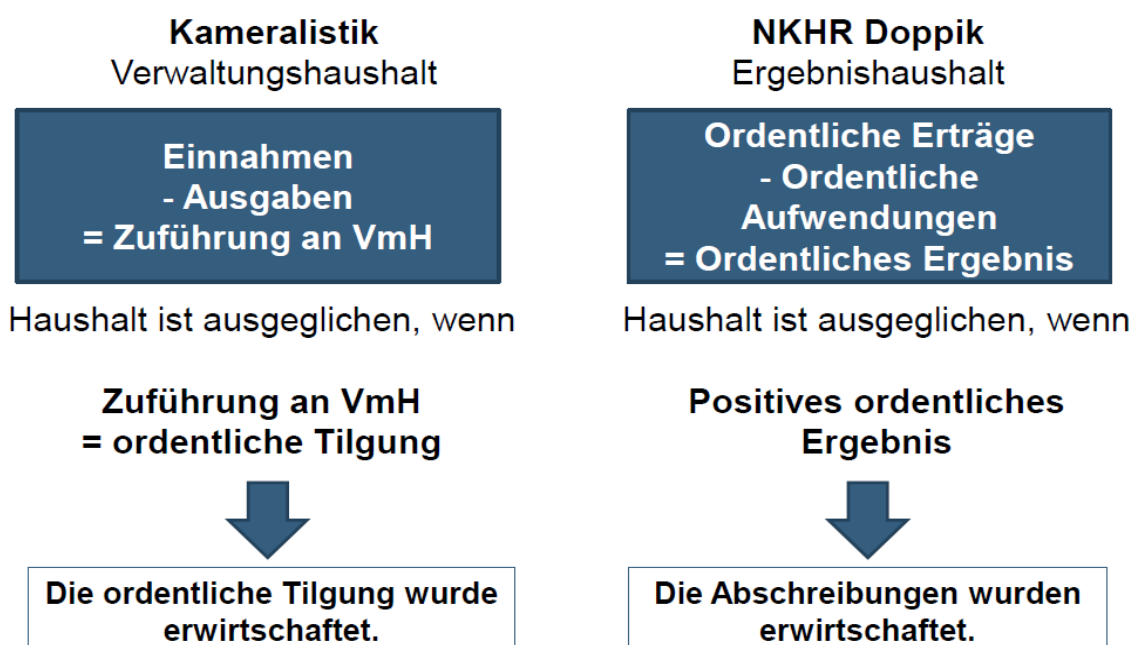 Kameralistik
Verwaltungshaushalt
Einnahmen
- Ausgaben
= Zuführung an VmH
Haushalt ist ausgeglichen, wenn
Zuführung an VmH
= ordentliche Tilgung
Die ordentliche Tilgung wurde
erwirtschaftet.
NKHR Doppik
Ergebnishaushalt
Ordentliche Erträge
- Ordentliche
Aufwendungen
= Ordentliches Ergebnis
Haushalt ist ausgeglichen, wenn
Positives ordentliches
Ergebnis
Die Abschreibungen wurden
erwirtschaftet.